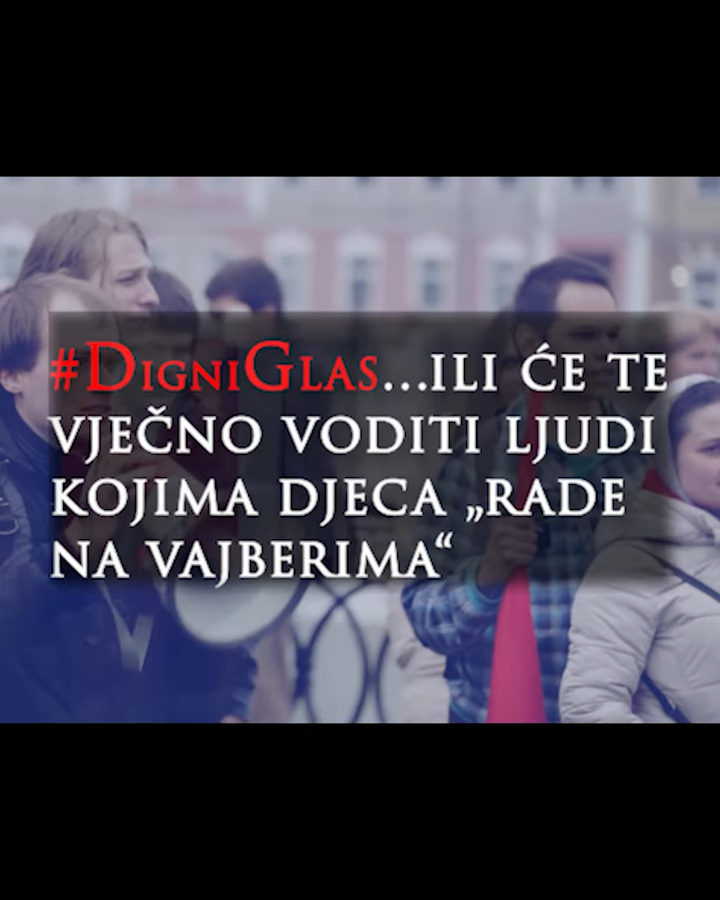 #DigniGlas...ili će te
vječno voditi ljudi
kojima djeca „rade
na vajberima“